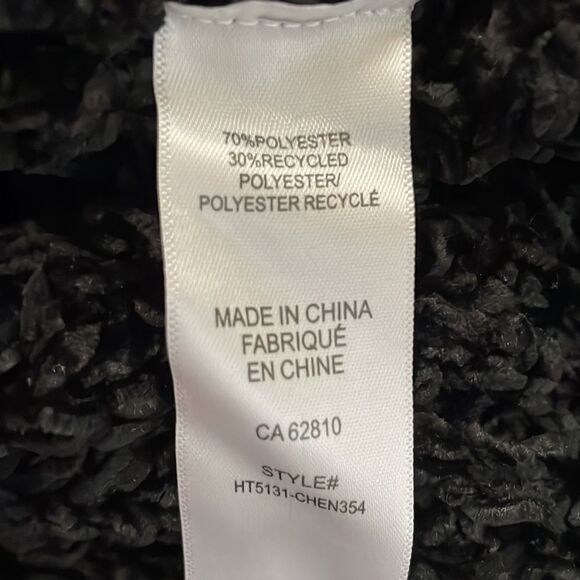 70%POLYESTER
30%RECYCLED
POLYESTER/
POLYESTER RECYCLÉ
MADE IN CHINA
FABRIQUÉ
EN CHINE
CA 62810
STYLE#
HT5131-CHEN354